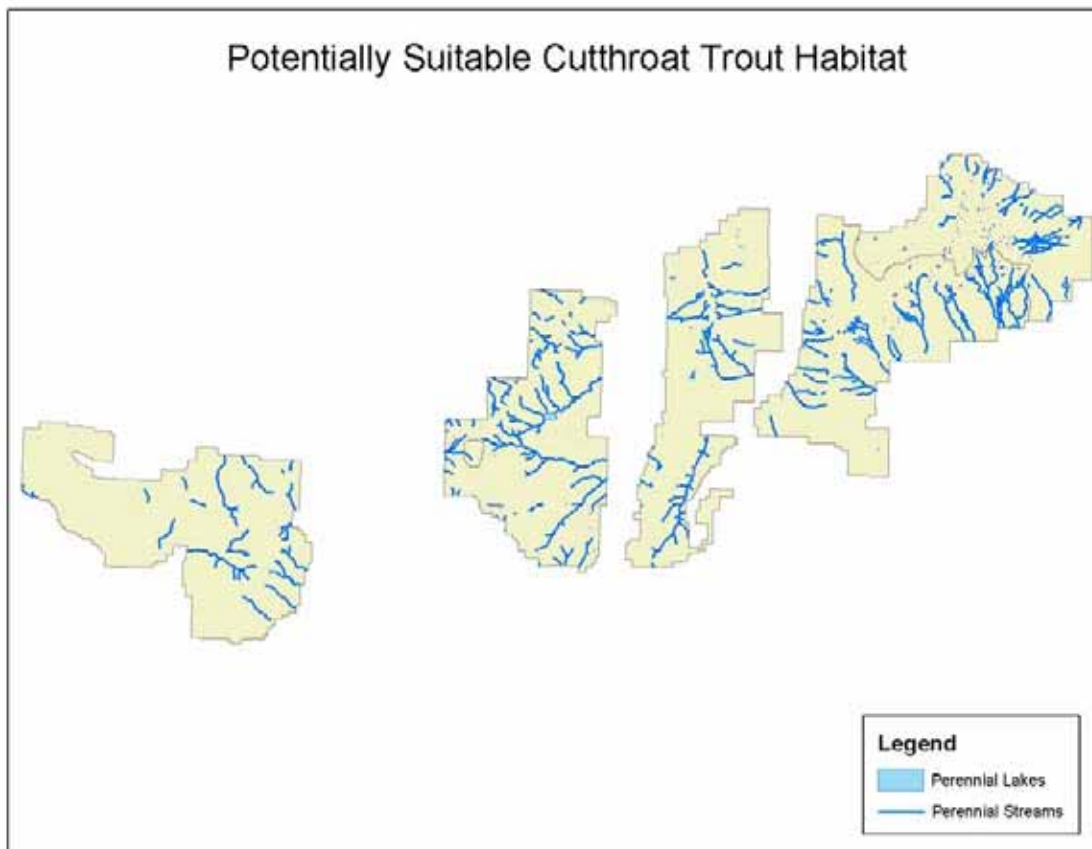 Potentially Suitable Cutthroat Trout Habitat
Legend
Perennial Lakes
Perennial Streams